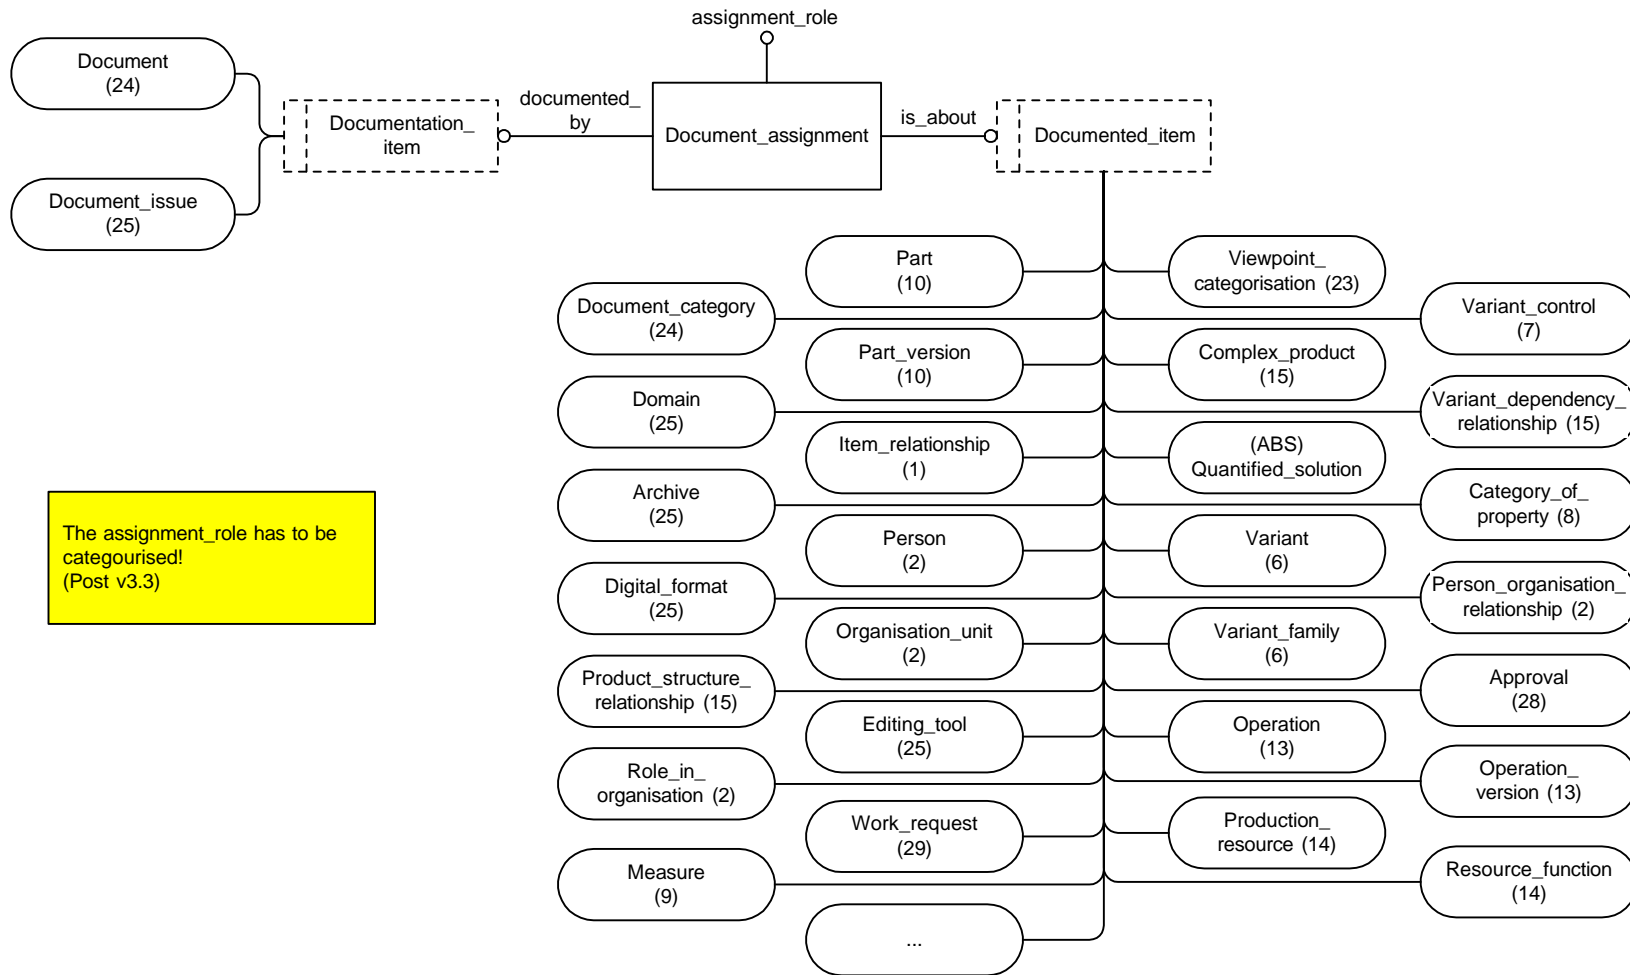 assignment_role
Document
(24)
Document_issue
(25)
Documentation_
item
documented_
by
Document_assignment
is_about
Documented_item
Part
(10)
Viewpoint_
categorisation (23)
Document_category
(24)
Variant_control
(7)
Part_version
(10)
Complex_product
(15)
Domain
(25)
Variant_dependency_
relationship (15)
Item_relationship
(1)
(ABS)
Quantified_solution
Archive
(25)
Category_of_
property (8)
The assignment_role has to be
categourised!
(Post v3.3)
Person
(2)
Variant
(6)
Digital_format
(25)
Person_organisation_
relationship (2)
Organisation_unit
(2)
Variant_family
(6)
Product_structure_
relationship (15)
Approval
(28)
Editing_tool
(25)
Operation
(13)
Role_in_
organisation (2)
Operation_
version (13)
Work_request
(29)
Production_
resource (14)
Measure
(9)
Resource_function
(14)
...